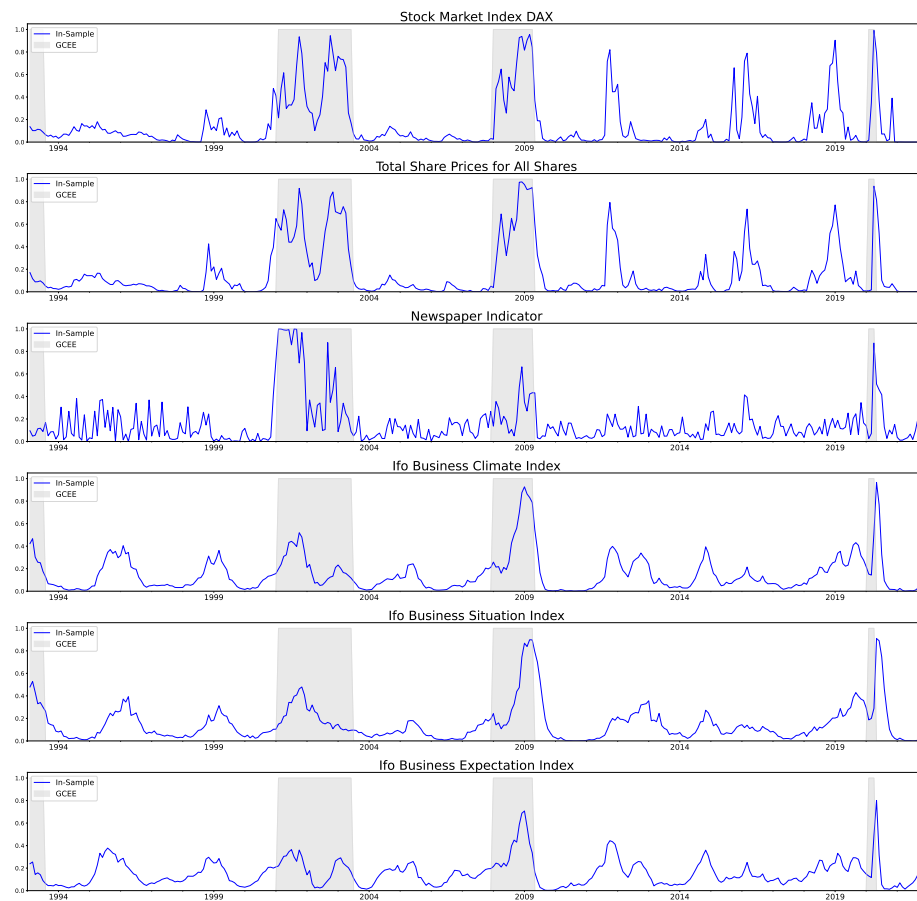 Stock Market Index DAX
1.0
In-Sample
GCEE
0.8
0.6
0.4
0.2
0.0
1994 1999 2004 2009 2014 2019
Total Share Prices for All Shares
1.0
In-Sample
GCEE
0.8
0.6
0.4
0.2
0.0
1994 1999 2004 2009 2014 2019
Newspaper Indicator
1.0
In-Sample
GCEE
0.8
0.6
0.4
0.2
0.0
1994 1999 2004 2009 2014 2019
Ifo Business Climate Index
1.0
In-Sample
GCEE
0.8
0.6
0.4
0.2
0.0
1994 1999 2004 2009 2014 2019
Ifo Business Situation Index
1.0
In-Sample
GCEE
0.8
0.6
0.4
0.2
0.0
1994 1999 2004 2009 2014 2019
Ifo Business Expectation Index
1.0
In-Sample
GCEE
0.8
0.6
0.4
0.2
0.0
1994 1999 2004 2009 2014 2019